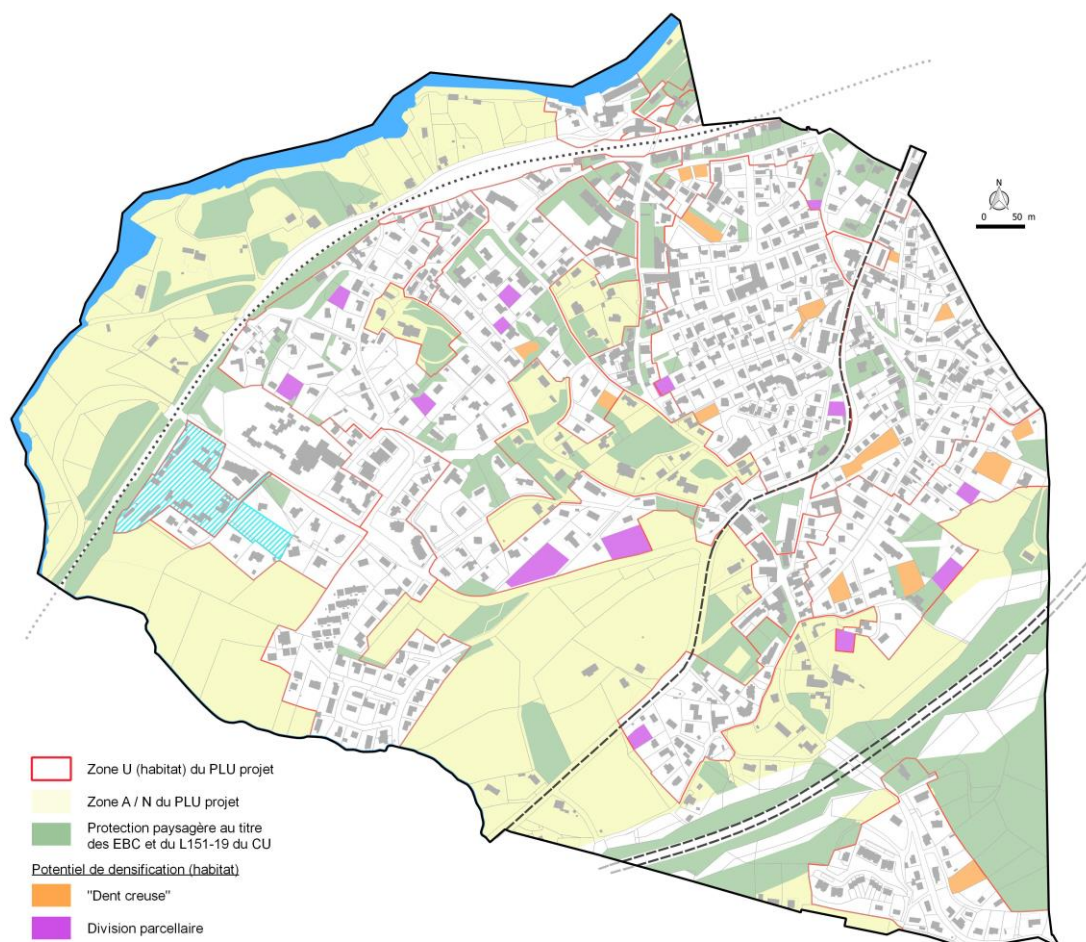 N
0 50 m
Zone U (habitat) du PLU projet
Zone A / N du PLU projet
Protection paysagère au titre
des EBC et du L151-19 du CU
Potentiel de densification (habitat)
"Dent creuse"
Division parcellaire